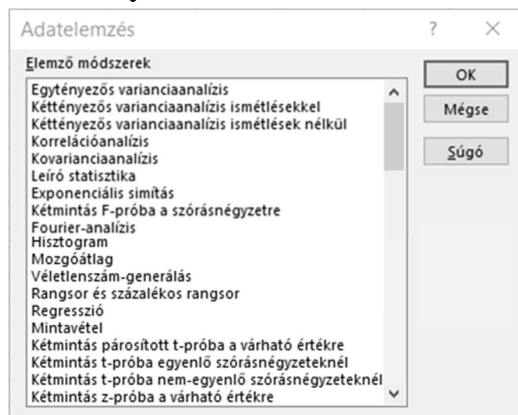 Adatelemzés ? ×
Elemző módszerek
OK
Mégse
Súgó
Egytényezős varianciaanalízis
Kéttényezős varianciaanalízis ismétlésekkel
Kéttényezős varianciaanalízis ismétlések nélkül
Korrelációanalízis
Kovarianciaanalízis
Leíró statisztika
Exponenciális simítás
Kétmintás F-próba a szórásnégyzetre
Fourier-analízis
Hisztogram
Mozgóátlag
Véletlenszám-generálás
Rangsor és százalékos rangsor
Regresszió
Mintavétel
Kétmintás párosított t-próba a várható értékre
Kétmintás t-próba egyenlő szórásnégyzeteknél
Kétmintás t-próba nem-egyenlő szórásnégyzeteknél
Kétmintás z-próba a várható értékre